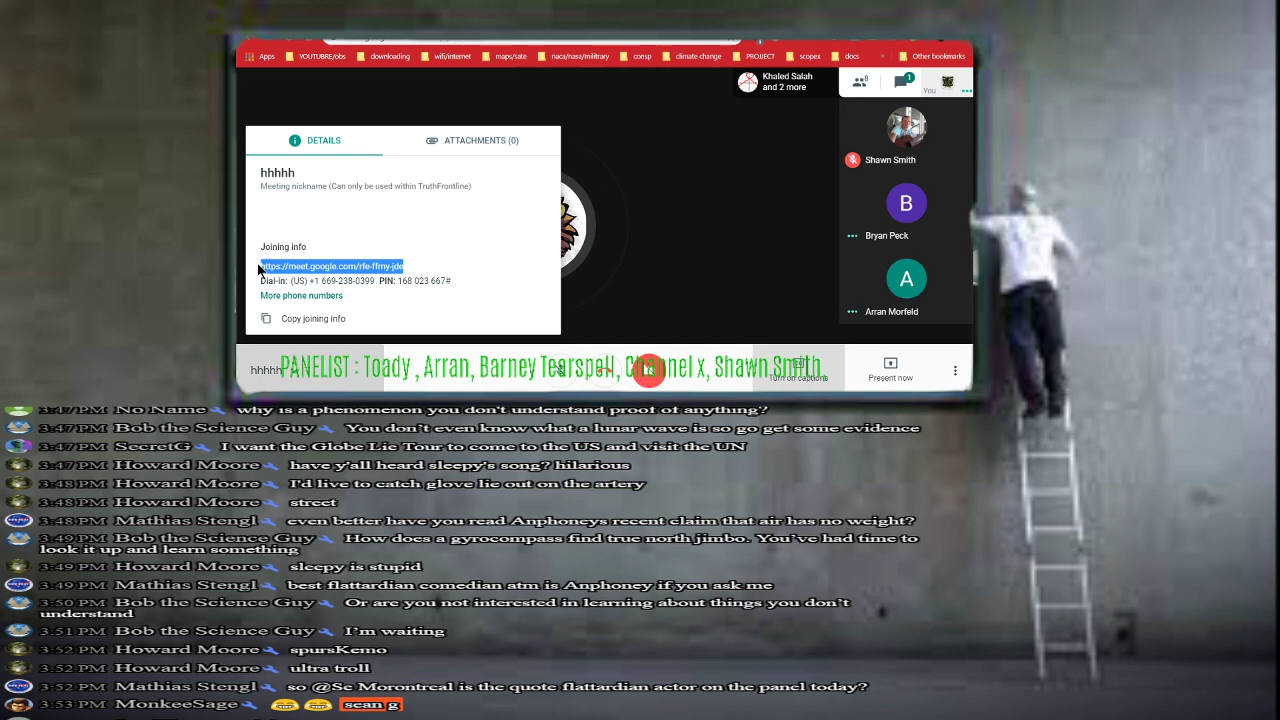 Apps YOUTUBRE/obs downloading wifi/internet maps/sate naca/nasa/military consp climate change PROJECT scopex docs Other bookmarks
Khaled Salah
and 2 more
8
1
You
DETAILS
ATTACHMENTS (0)
hhhhh
Meeting nickname (Can only be used within TruthFrontline)
Joining info
https://meet.google.com/rfe-ffmy-jde
Dial-in: (US) +1 669-238-0399 PIN: 168 023 667#
More phone numbers
Copy joining info
Shawn Smith
B
Bryan Peck
A
Arran Morfeld
hhhhh
PANELIST : Toady , Arran, Barney Tearspell, Channel x, Shawn Smith.
Turn on captions
Present now
3:47 PM No Name why is a phenomenon you don't understand proof of anything?
3:47 PM Bob the Science Guy You don't even know what a lunar wave is so go get some evidence
3:47 PM SecretG I want the Globe Lie Tour to come to the US and visit the UN
3:47 PM Howard Moore have y'all heard sleepy's song? hilarious
3:48 PM Howard Moore I'd live to catch glove lie out on the artery
3:48 PM Howard Moore street
3:48 PM Mathias Stengl even better have you read Anphoneys recent claim that air has no weight?
3:49 PM Bob the Science Guy How does a gyrocompass find true north jimbo. You've had time to
look it up and learn something
3:49 PM Howard Moore sleepy is stupid
3:49 PM Mathias Stengl best flattardian comedian atm is Anphoney if you ask me
3:50 PM Bob the Science Guy Or are you not interested in learning about things you don't
understand
3:51 PM Bob the Science Guy I'm waiting
3:52 PM Howard Moore spursKemo
3:52 PM Howard Moore ultra troll
3:52 PM Mathias Stengl so @Se Morontreal is the quote flattardian actor on the panel today?
3:53 PM MonkeeSage 😄😄 sean g